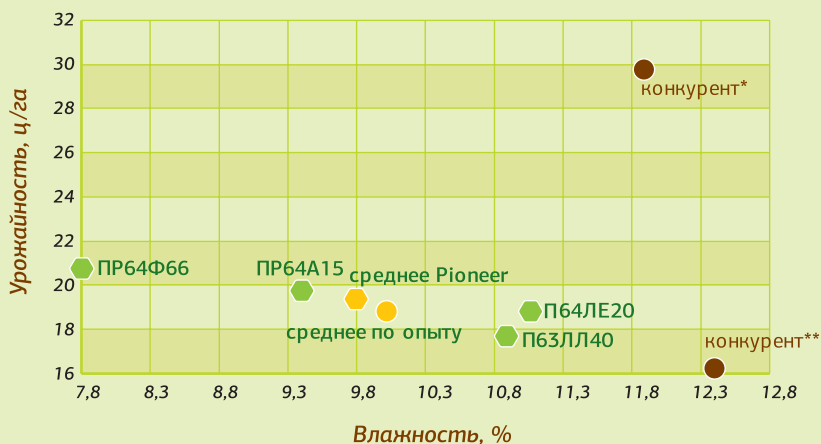 Урожайность, ц/га
32
30
28
26
24
22
20
18
16
конкурент*
ПР64Ф66
ПР64А15
среднее Pioneer
среднее по опыту
П64ЛЕ20
П63ЛЛ40
конкурент**
7,8 8,3 8,8 9,3 9,8 10,3 10,8 11,3 11,8 12,3 12,8
Влажность, %